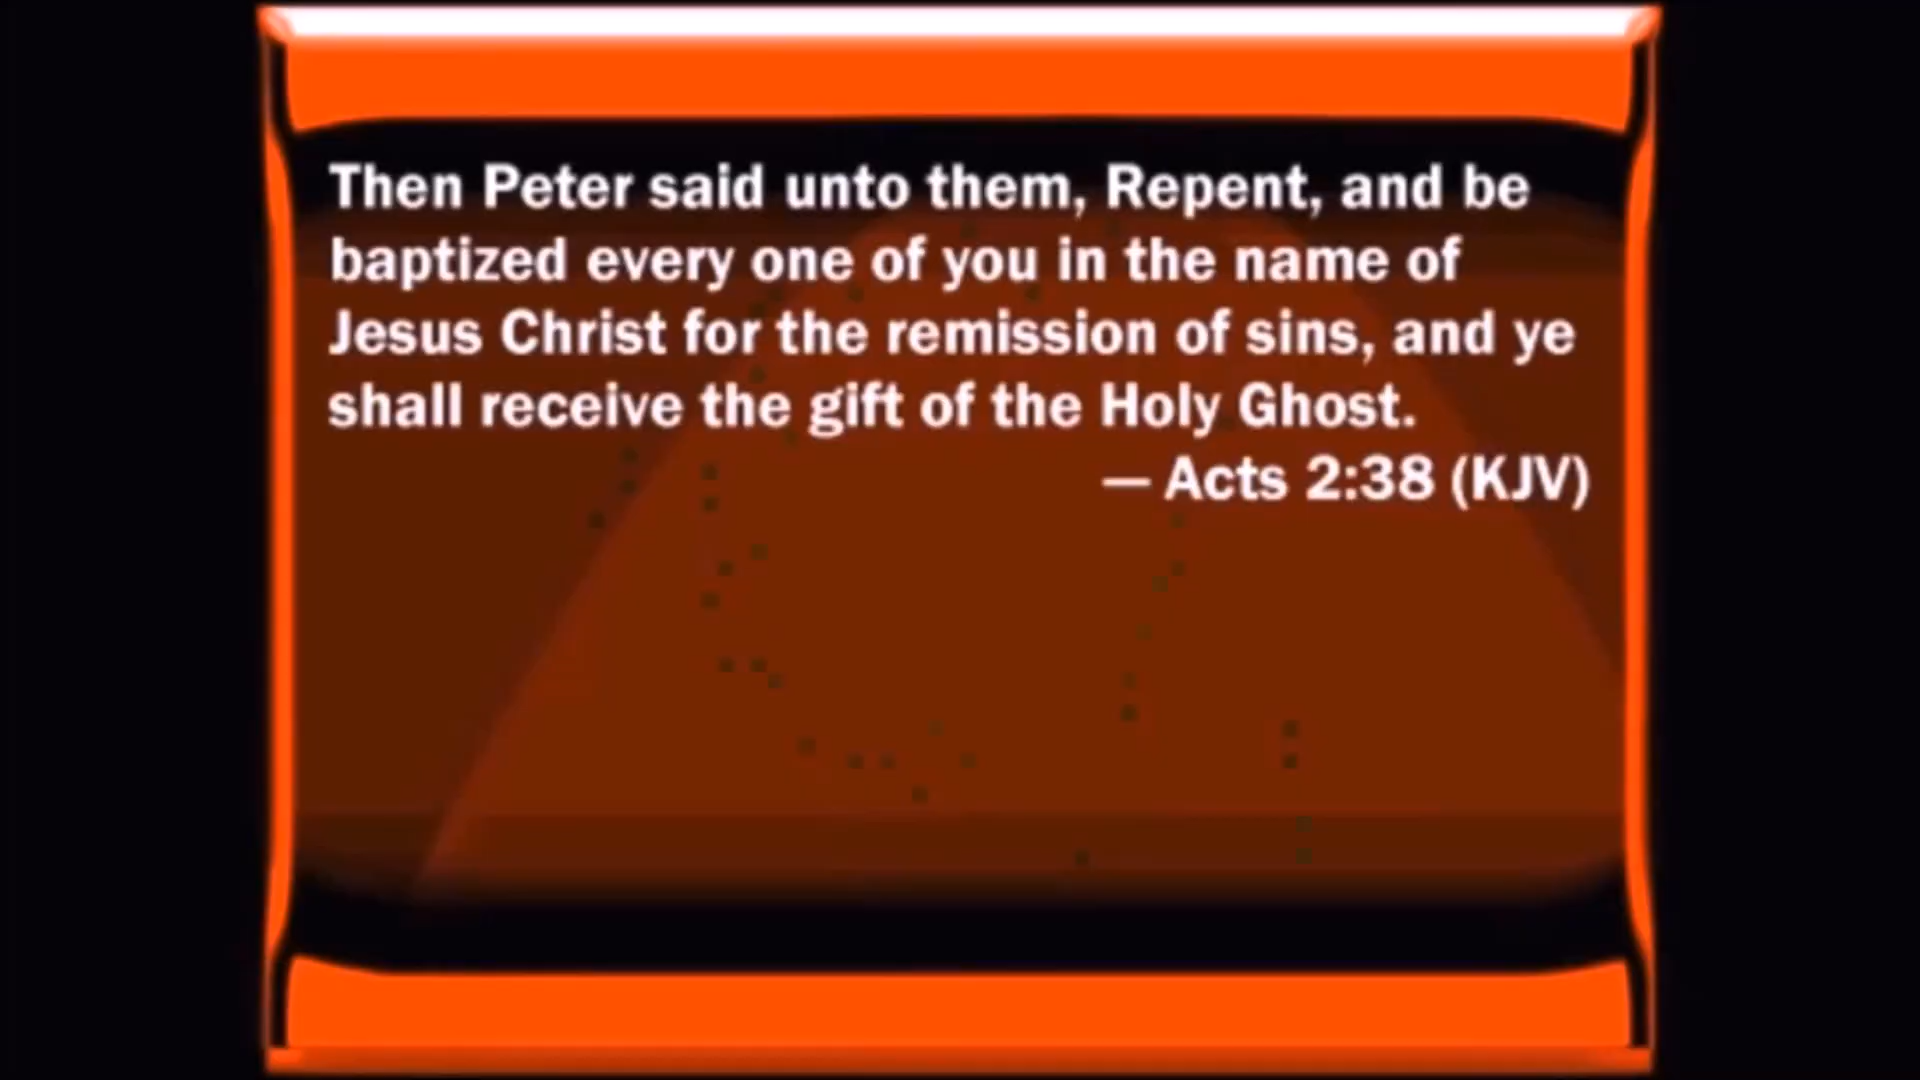 Then Peter said unto them, Repent, and be
baptized every one of you in the name of
Jesus Christ for the remission of sins, and ye
shall receive the gift of the Holy Ghost.
— Acts 2:38 (KJV)